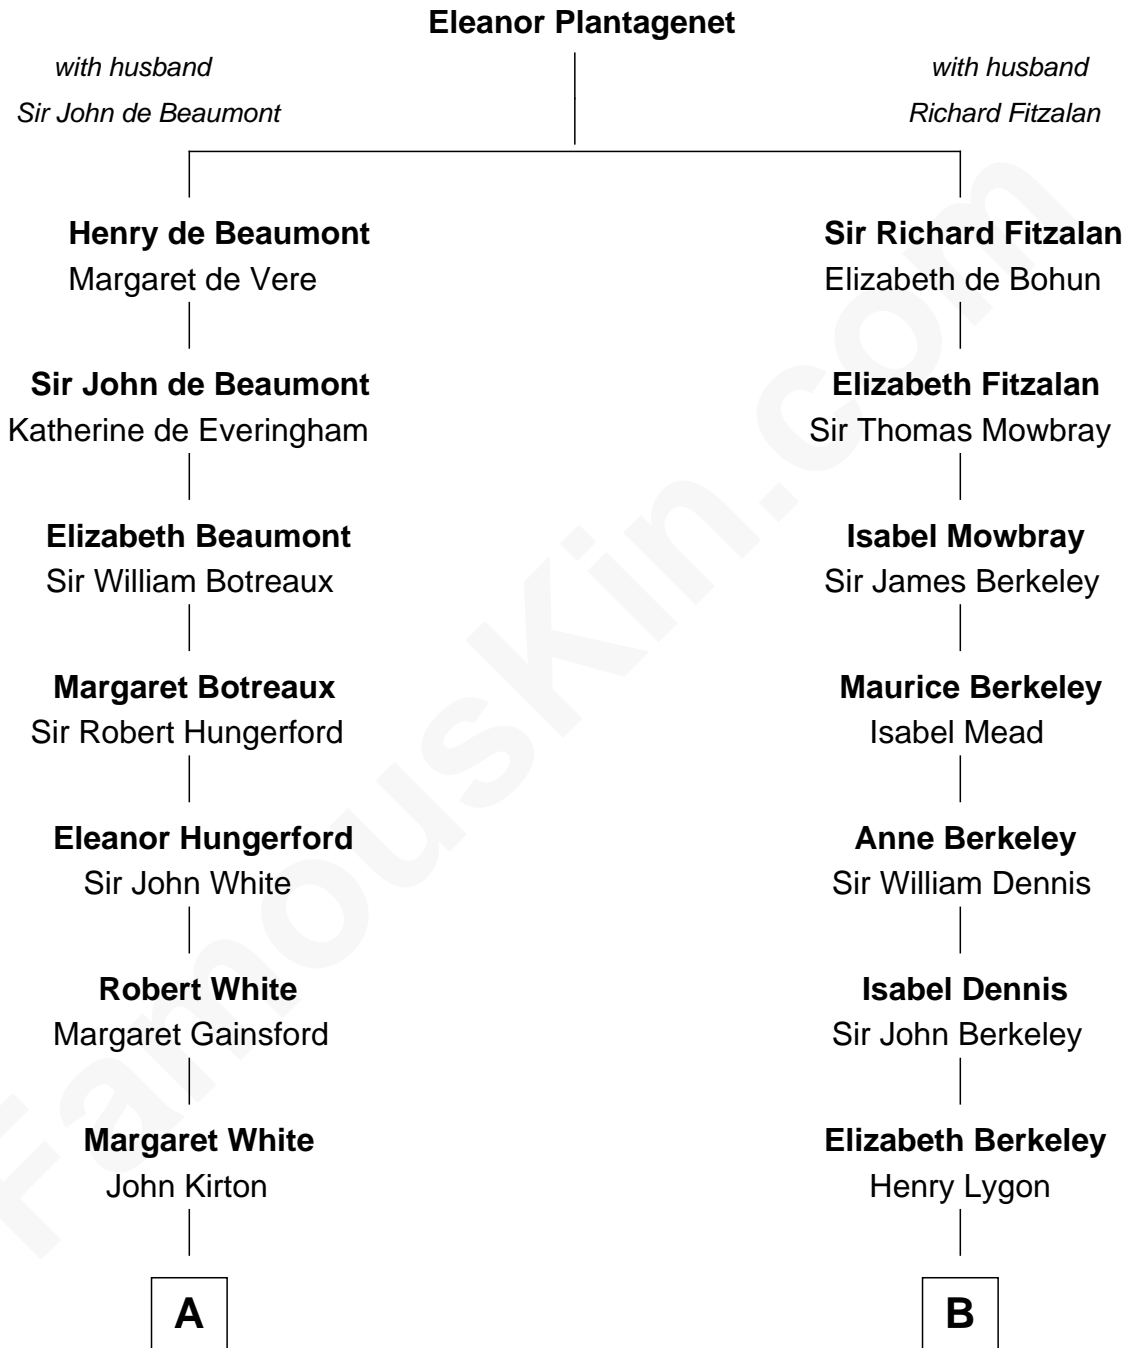 Eleanor Plantagenet
with husband
Sir John de Beaumont
with husband
Richard Fitzalan
Henry de Beaumont
Margaret de Vere
Sir Richard Fitzalan
Elizabeth de Bohun
Sir John de Beaumont
Katherine de Everingham
Elizabeth Fitzalan
Sir Thomas Mowbray
Elizabeth Beaumont
Sir William Botreaux
Isabel Mowbray
Sir James Berkeley
Margaret Botreaux
Sir Robert Hungerford
Maurice Berkeley
Isabel Mead
Eleanor Hungerford
Sir John White
Anne Berkeley
Sir William Dennis
Robert White
Margaret Gainsford
Isabel Dennis
Sir John Berkeley
Margaret White
John Kirton
Elizabeth Berkeley
Henry Lygon
A
B
FamousKin.com